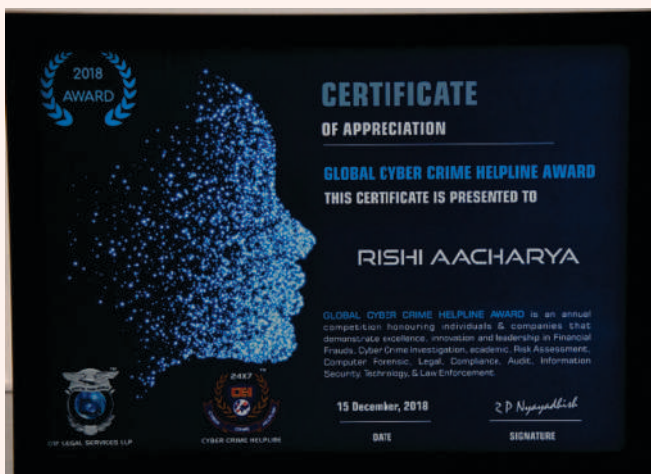 2018
AWARD
CERTIFICATE
OF APPRECIATION
GLOBAL CYBER CRIME HELPLINE AWARD
THIS CERTIFICATE IS PRESENTED TO
RISHI AACHARYA
GLOBAL CYBER CRIME HELPLINE AWARD is an annual
competition honouring individuals & companies that
demonstrate excellence, innovation and leadership in Financial
Frauds, Cyber Crime Investigation, academic, Risk Assessment,
Computer Forensic, Legal, Compliance, Audit, Information
Security, Technology, & Law Enforcement.
15 December, 2018
DATE
Z P Nyayadhish
SIGNATURE
LEGAL SERVICES LLP
24X7
TM
CYBER CRIME HELPLINE